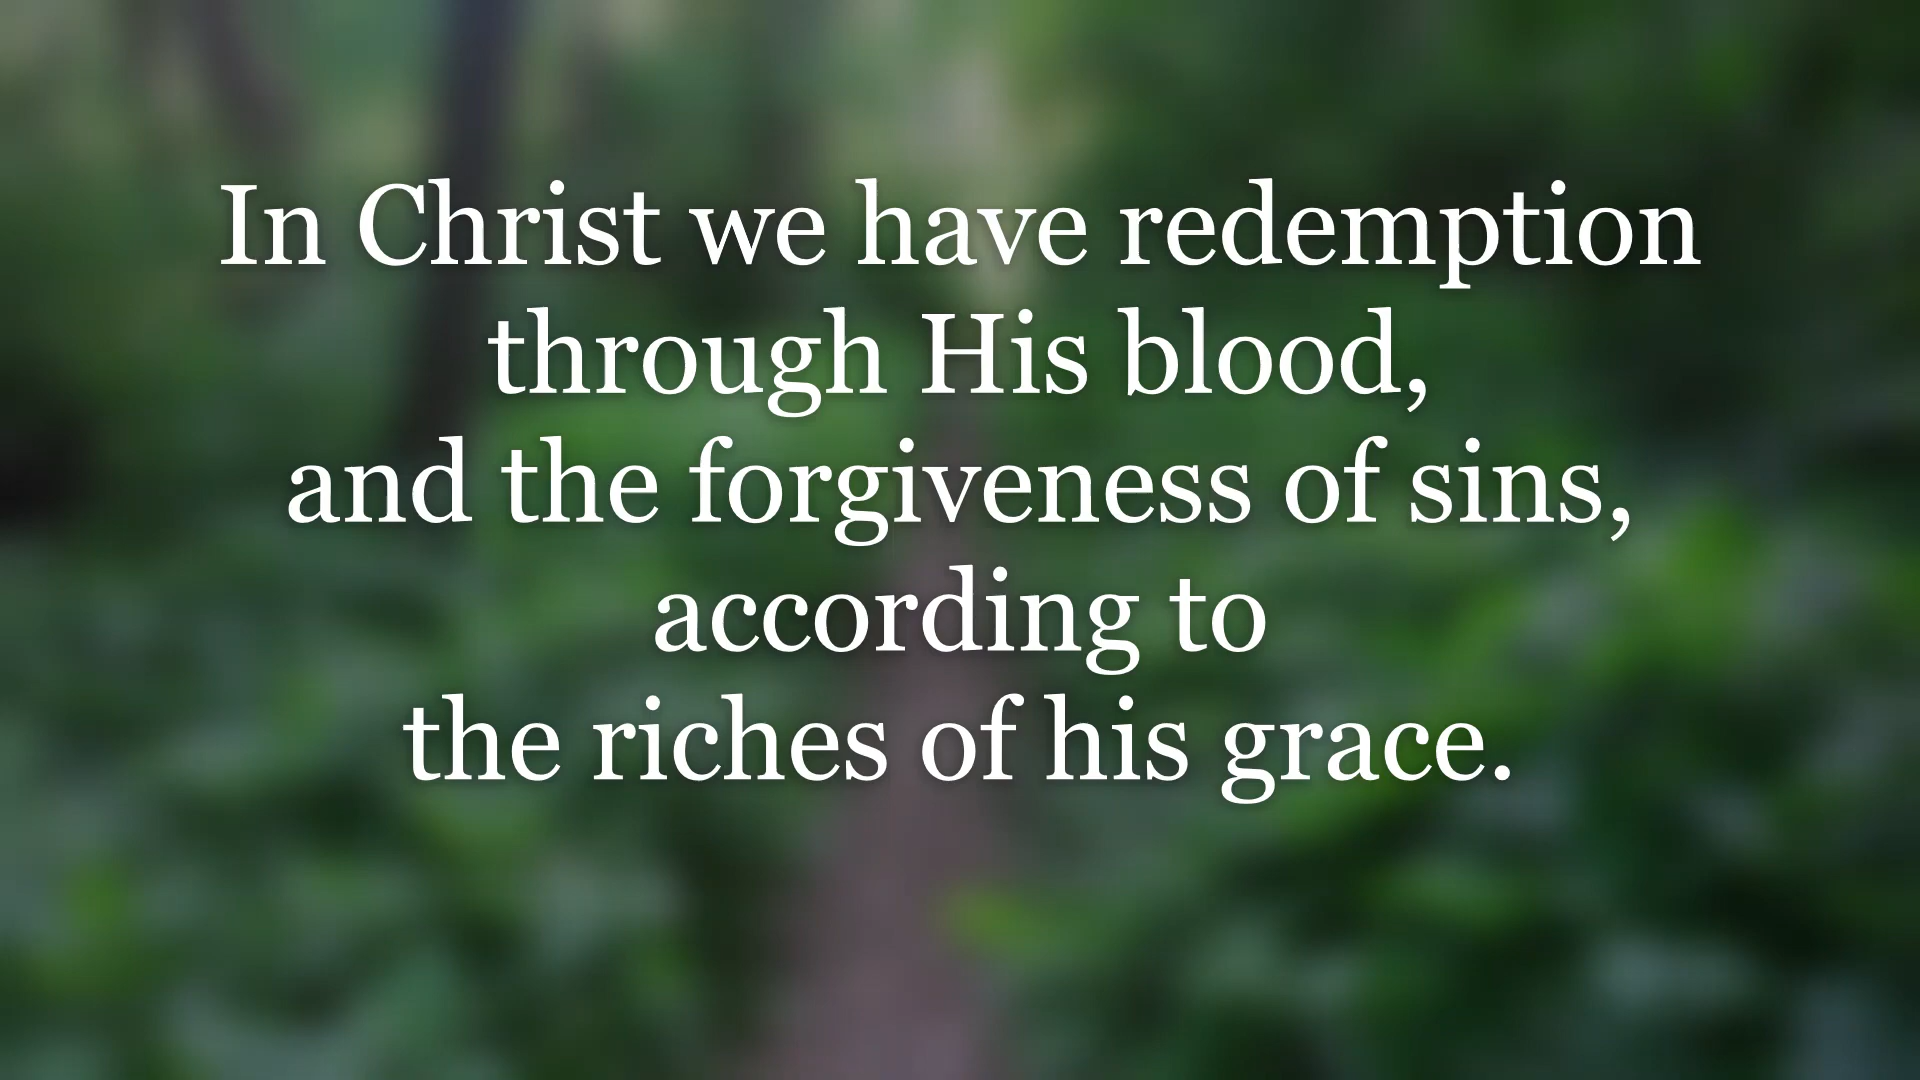 In Christ we have redemption
through His blood,
and the forgiveness of sins,
according to
the riches of his grace.